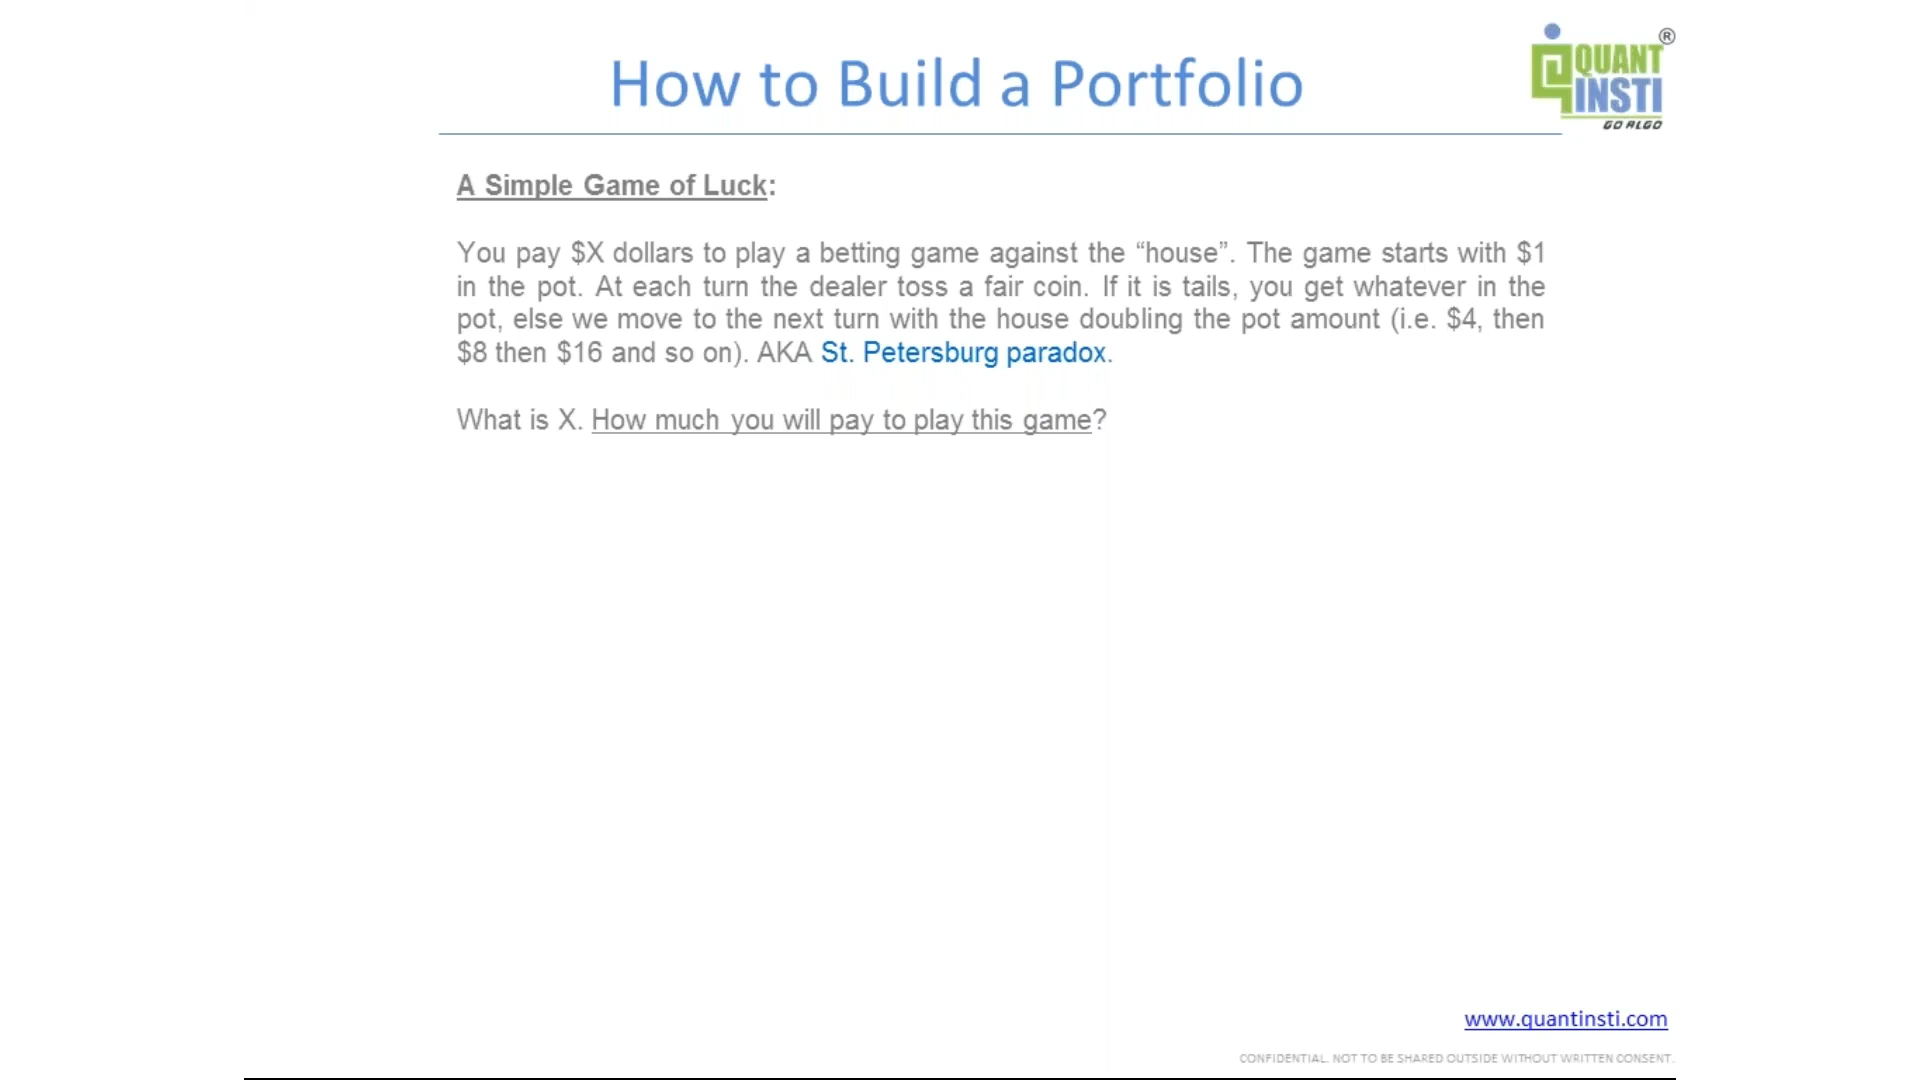 How to Build a Portfolio
QUANT
INSTI
®
GO ALGO
A Simple Game of Luck:
You pay $X dollars to play a betting game against the “house”. The game starts with $1
in the pot. At each turn the dealer toss a fair coin. If it is tails, you get whatever in the
pot, else we move to the next turn with the house doubling the pot amount (i.e. $4, then
$8 then $16 and so on). AKA St. Petersburg paradox.
What is X. How much you will pay to play this game?
www.quantinsti.com
CONFIDENTIAL. NOT TO BE SHARED OUTSIDE WITHOUT WRITTEN CONSENT.